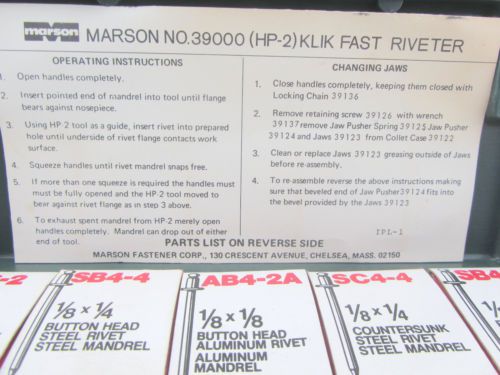 marson
MARSON NO.39000 (HP-2) KLIK FAST RIVETER
OPERATING INSTRUCTIONS
1. Open handles completely.
2. Insert pointed end of mandrel into tool until flange
bears against nosepiece.
3. Using HP-2 tool as a guide, insert rivet into prepared
hole until underside of rivet flange contacts work
surface.
4. Squeeze handles until rivet mandrel snaps free.
5. If more than one squeeze is required the handles must
must be fully opened and the HP-2 tool moved to
bear against rivet flange as in step 3 above.
6. To exhaust spent mandrel from HP-2 merely open
handles completely. Mandrel can drop out of either
end of tool.
CHANGING JAWS
1. Close handles completely, keeping them closed with
Locking Chain 39136
2. Remove retaining screw 39126 with wrench
39137 remove Jaw Pusher Spring 39125 Jaw Pusher
39124 and Jaws 39123 from Collet Case 39122
3. Clean or replace Jaws 39123 greasing outside of Jaws
before re-assembly.
4. To re-assemble reverse the above instructions making
sure that beveled end of Jaw Pusher 39124 fits into
the bevel provided by the Jaws 39123
IPL-1
PARTS LIST ON REVERSE SIDE
MARSON FASTENER CORP., 130 CRESCENT AVENUE, CHELSEA, MASS. 02150
-2
SB4-4
1/8 x 1/4
BUTTON HEAD
STEEL RIVET
STEEL MANDREL
AB4-2A
1/8 x 1/8
BUTTON HEAD
ALUMINUM RIVET
ALUMINUM
MANDREL
SC4-4
1/8 x 1/4
COUNTERSUNK
STEEL RIVET
STEEL MANDREL